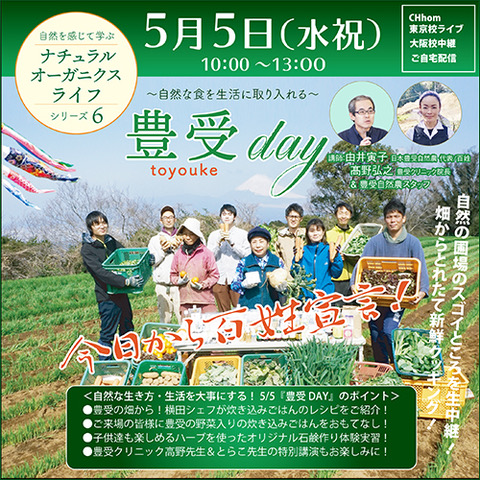 自然を感じて学ぶ
ナチュラル
オーガニクス
ライフ
シリーズ6
5月5日(水祝)
10:00~13:00
CHhom
東京校ライブ
大阪校中継
ご自宅配信
~自然な食を生活に取り入れる~
豊受day
toyouke
講師 由井寅子 日本豊受自然農 代表/百姓
高野弘之 豊受クリニック院長
& 豊受自然農スタッフ
自然の圃場のスゴイところを生中継!
畑からとれたて新鮮クッキング!
今日から百姓宣言!
<自然な生き方・生活を大事にする! 5/5『豊受DAY』のポイント>
●豊受の畑から!横田シェフが炊き込みごはんのレシピをご紹介!
●ご来場の皆様に豊受の野菜入りの炊き込みごはんをおもてなし!
●子供達も楽しめるハーブを使ったオリジナル石鹸作り体験実習!
●豊受クリニック高野先生&とらこ先生の特別講演もお楽しみに!